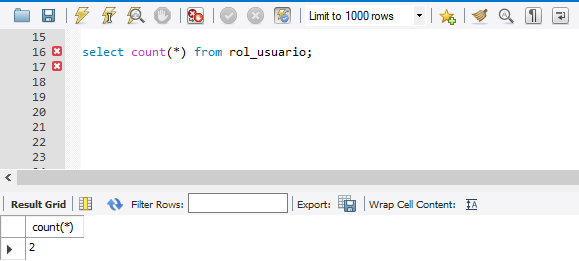 Limit to 1000 rows
15
16 select count(*) from rol_usuario;
17
18
19
20
21
22
23
Result Grid Filter Rows: Export: Wrap Cell Content: IA
count(*)
2